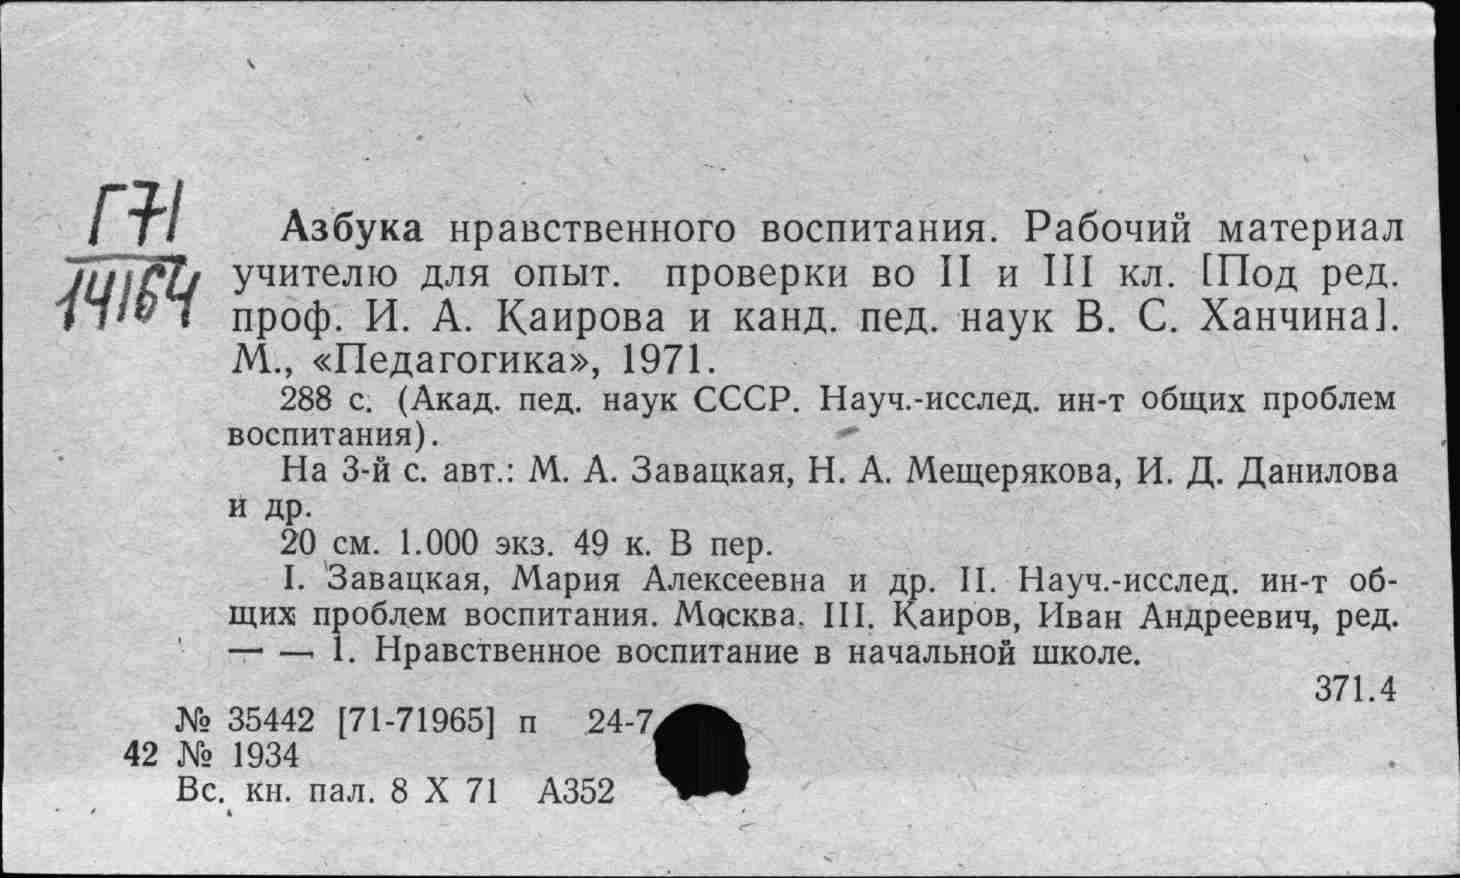 Г71
14164
Азбука нравственного воспитания. Рабочий материал
учителю для опыт. проверки во II и III кл. [Под ред.
проф. И. А. Каирова и канд. пед. наук В. С. Ханчина].
М., «Педагогика», 1971.
288 с. (Акад. пед. наук СССР. Науч.-исслед. ин-т общих проблем
воспитания).
На 3-й с. авт.: М. А. Завацкая, Н. А. Мещерякова, И. Д. Данилова
и др.
20 см. 1.000 экз. 49 к. В пер.
I. Завацкая, Мария Алексеевна и др. II. Науч.-исслед. ин-т об-
щих проблем воспитания. Москва. III. Каиров, Иван Андреевич, ред.
— — 1. Нравственное воспитание в начальной школе.
371.4
№ 35442 [71-71965] п 24-7
42 № 1934
Вс. кн. пал. 8 X 71 А352